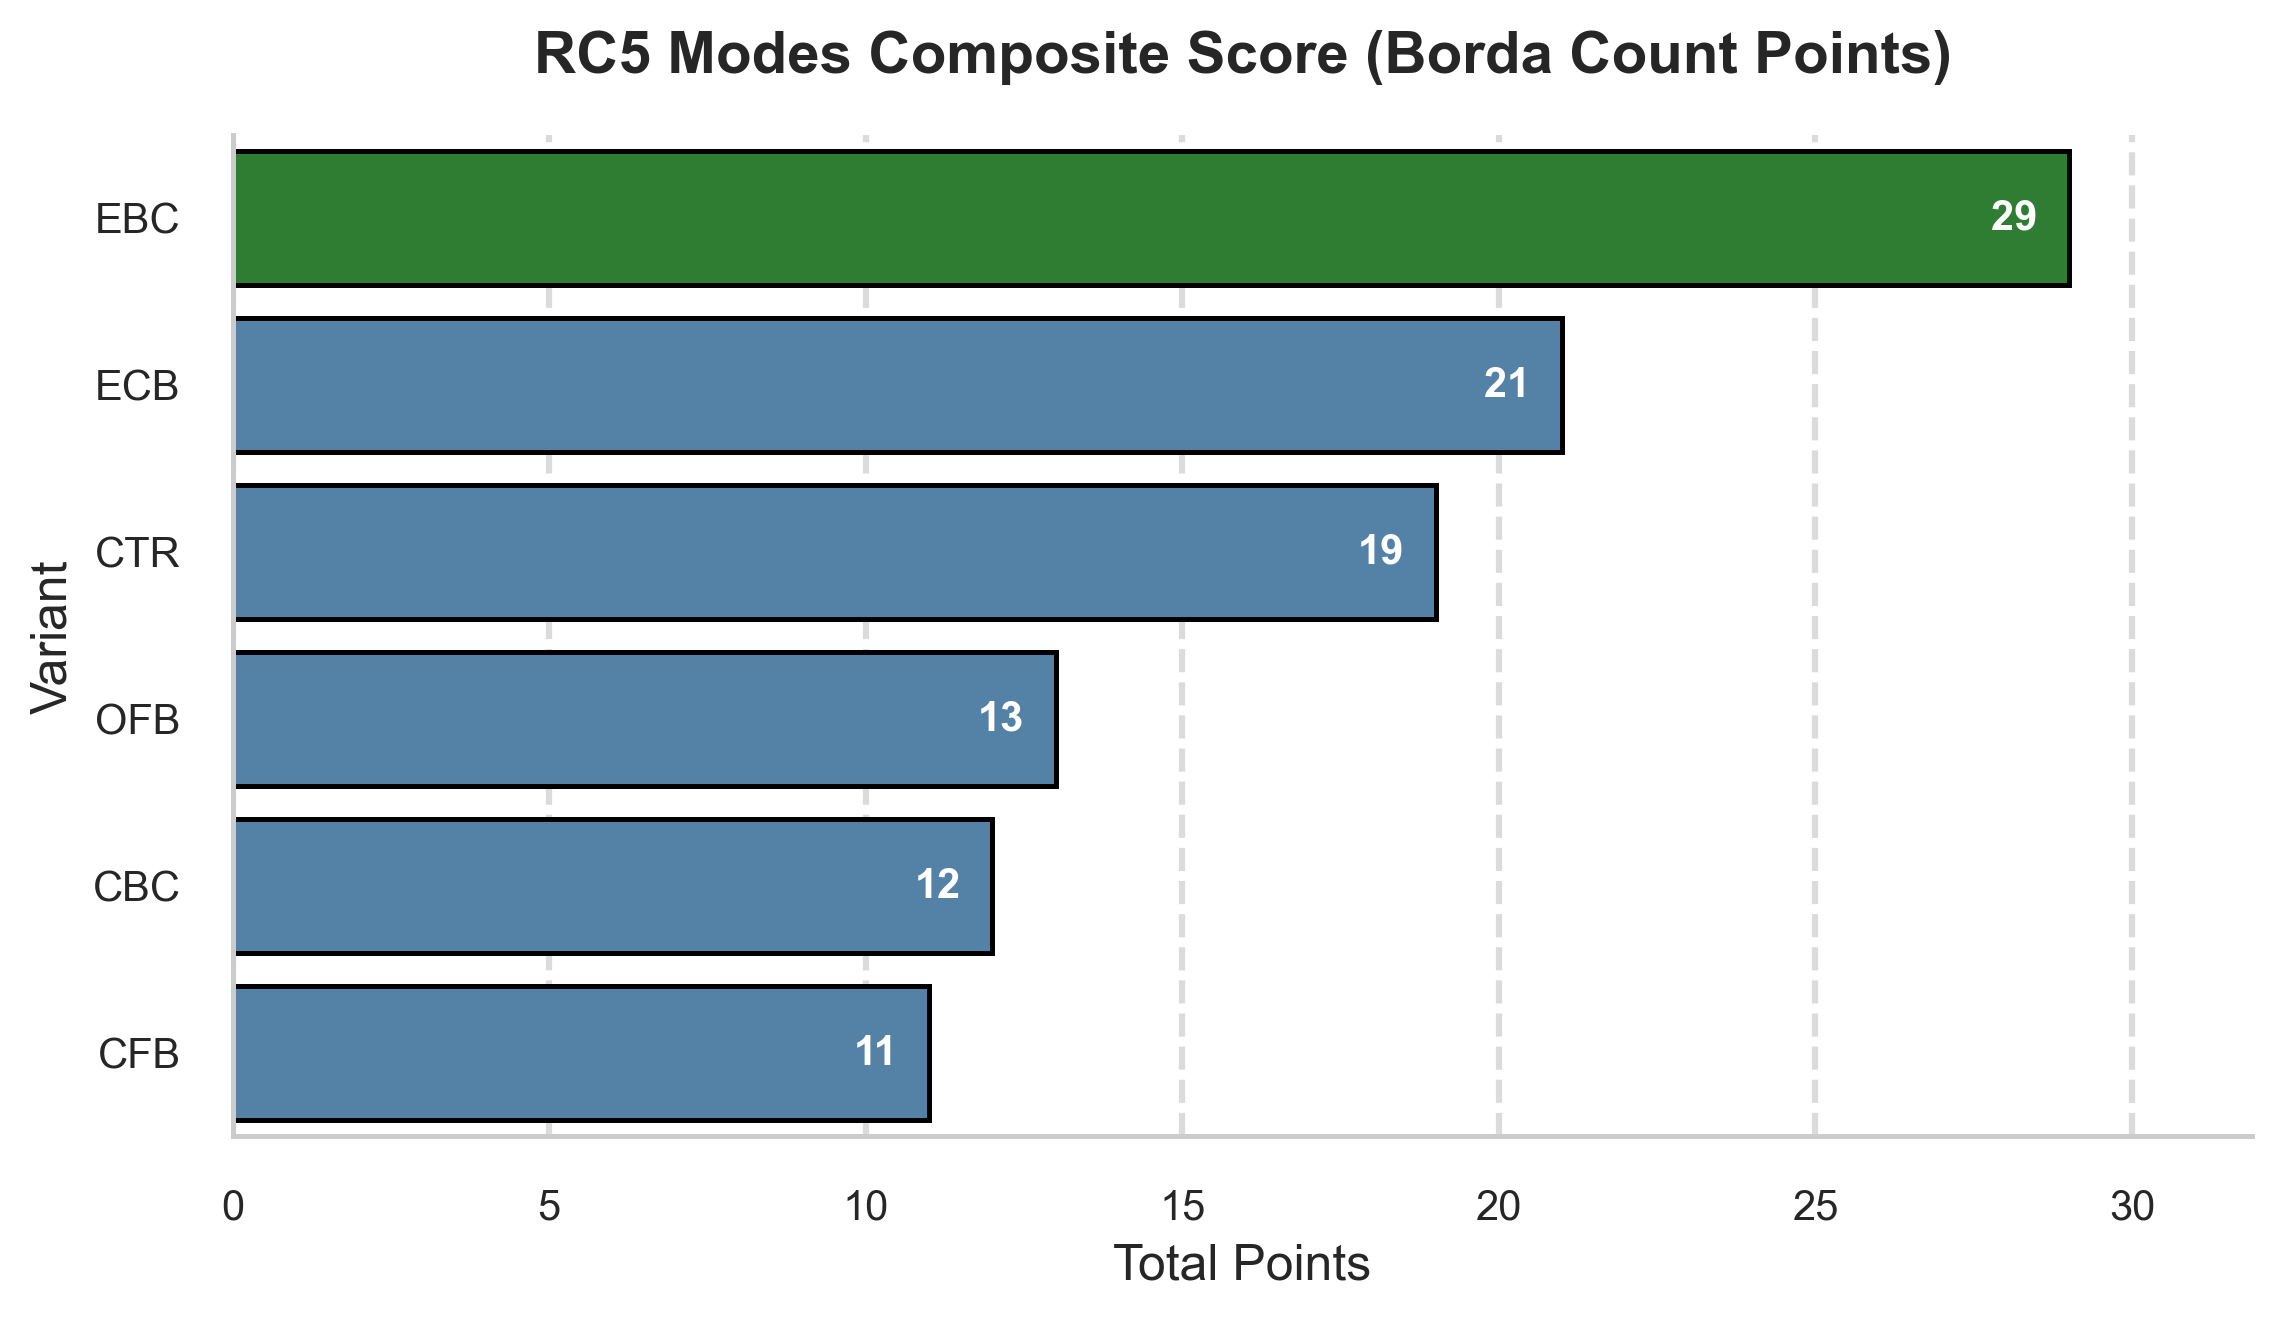 RC5 Modes Composite Score (Borda Count Points)
Variant
EBC
29
ECB
21
CTR
19
OFB
13
CBC
12
CFB
11
0 5 10 15 20 25 30
Total Points